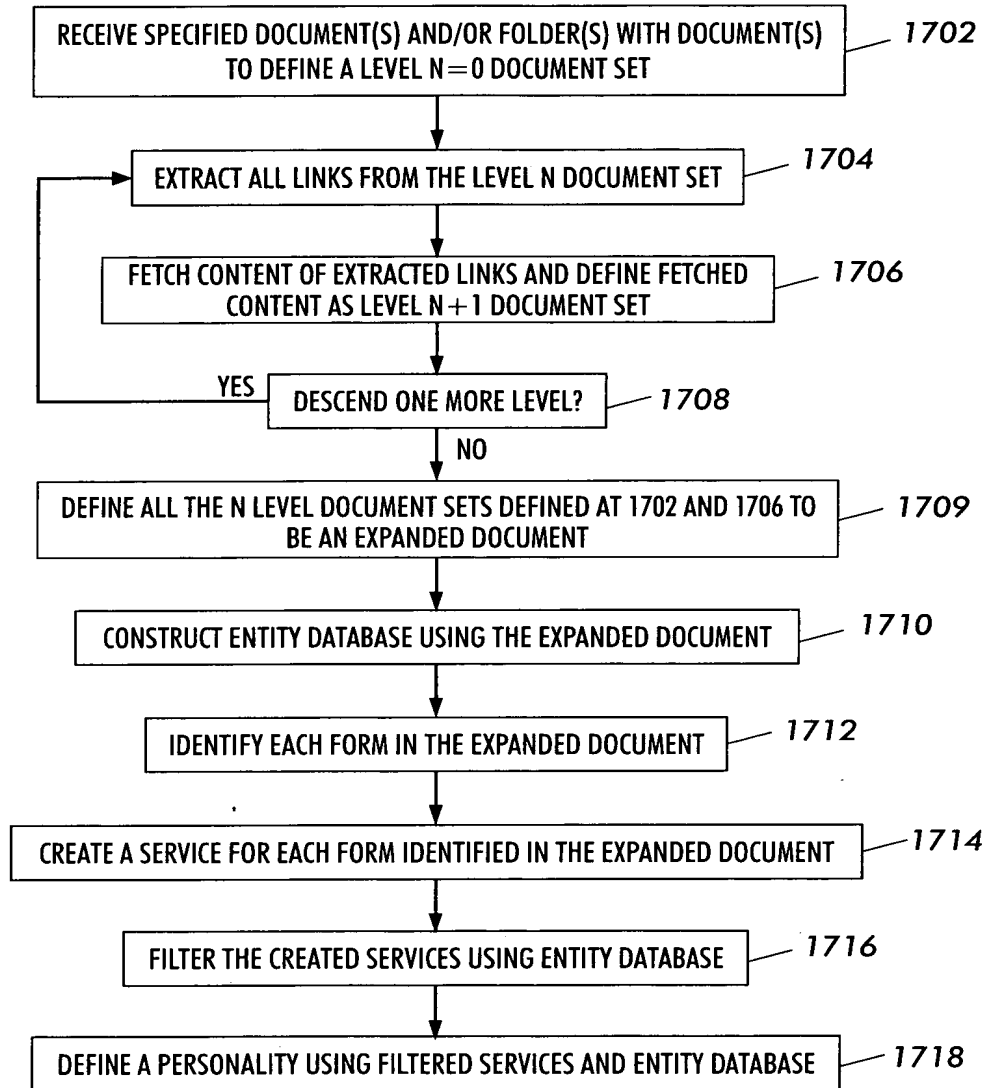 RECEIVE SPECIFIED DOCUMENT(S) AND/OR FOLDER(S) WITH DOCUMENT(S)
TO DEFINE A LEVEL N=0 DOCUMENT SET
1702
EXTRACT ALL LINKS FROM THE LEVEL N DOCUMENT SET
1704
FETCH CONTENT OF EXTRACTED LINKS AND DEFINE FETCHED
CONTENT AS LEVEL N+1 DOCUMENT SET
1706
YES
DESCEND ONE MORE LEVEL?
1708
NO
DEFINE ALL THE N LEVEL DOCUMENT SETS DEFINED AT 1702 AND 1706 TO
BE AN EXPANDED DOCUMENT
1709
CONSTRUCT ENTITY DATABASE USING THE EXPANDED DOCUMENT
1710
IDENTIFY EACH FORM IN THE EXPANDED DOCUMENT
1712
CREATE A SERVICE FOR EACH FORM IDENTIFIED IN THE EXPANDED DOCUMENT
1714
FILTER THE CREATED SERVICES USING ENTITY DATABASE
1716
DEFINE A PERSONALITY USING FILTERED SERVICES AND ENTITY DATABASE
1718